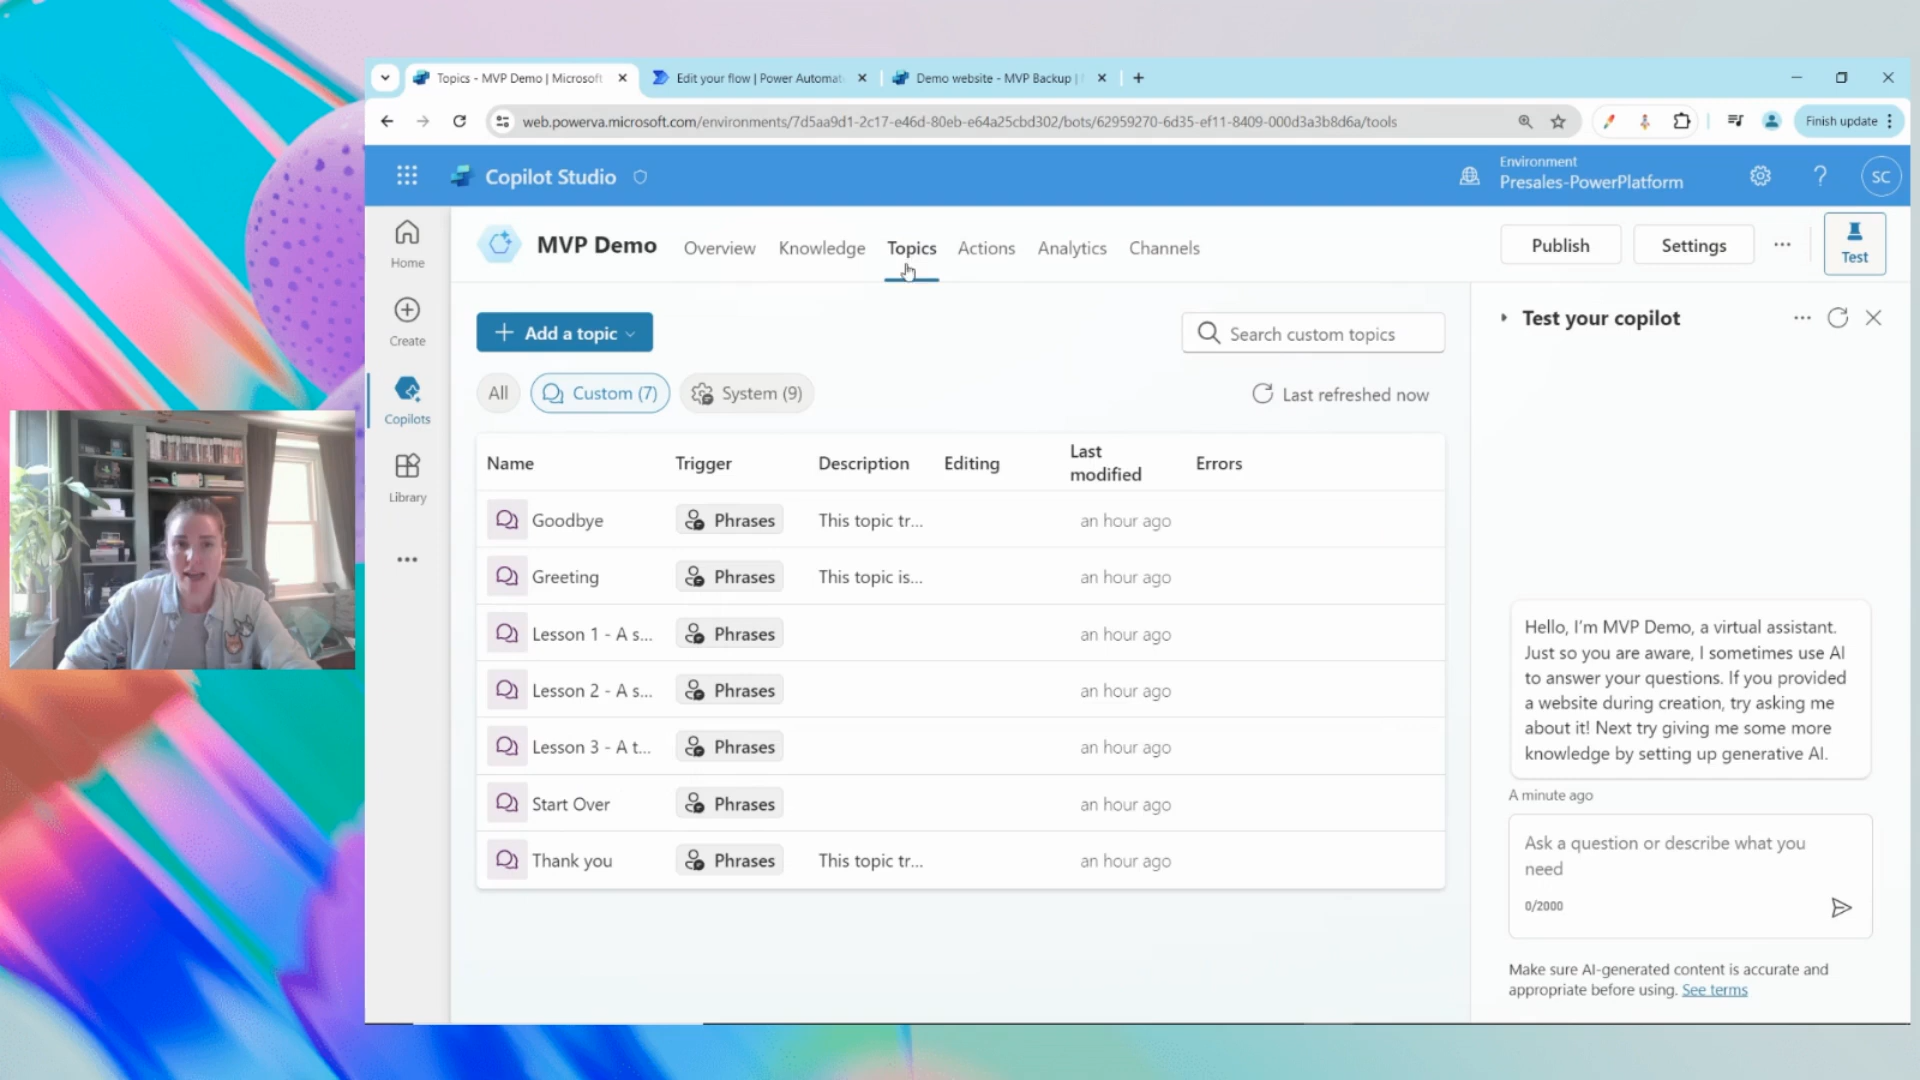 Topics - MVP Demo | Microsoft
Edit your flow | Power Automat
Demo website - MVP Backup |
web.powerva.microsoft.com/environments/7d5aa9d1-2c17-e46d-80eb-e64a25cbd302/bots/62959270-6d35-ef11-8409-000d3a3b8d6a/tools
Finish update
Copilot Studio
Environment
Presales-PowerPlatform
SC
Home
Create
Copilots
Library
MVP Demo
Overview
Knowledge
Topics
Actions
Analytics
Channels
Publish
Settings
Test
Add a topic
Search custom topics
All
Custom (7)
System (9)
Last refreshed now
Name
Trigger
Description
Editing
Last
modified
Errors
Goodbye
Phrases
This topic tr...
an hour ago
Greeting
Phrases
This topic is...
an hour ago
Lesson 1 - A s...
Phrases
an hour ago
Lesson 2 - A s...
Phrases
an hour ago
Lesson 3 - A t...
Phrases
an hour ago
Start Over
Phrases
an hour ago
Thank you
Phrases
This topic tr...
an hour ago
Test your copilot
Hello, I'm MVP Demo, a virtual assistant.
Just so you are aware, I sometimes use AI
to answer your questions. If you provided
a website during creation, try asking me
about it! Next try giving me some more
knowledge by setting up generative AI.
A minute ago
Ask a question or describe what you
need
0/2000
Make sure AI-generated content is accurate and
appropriate before using. See terms